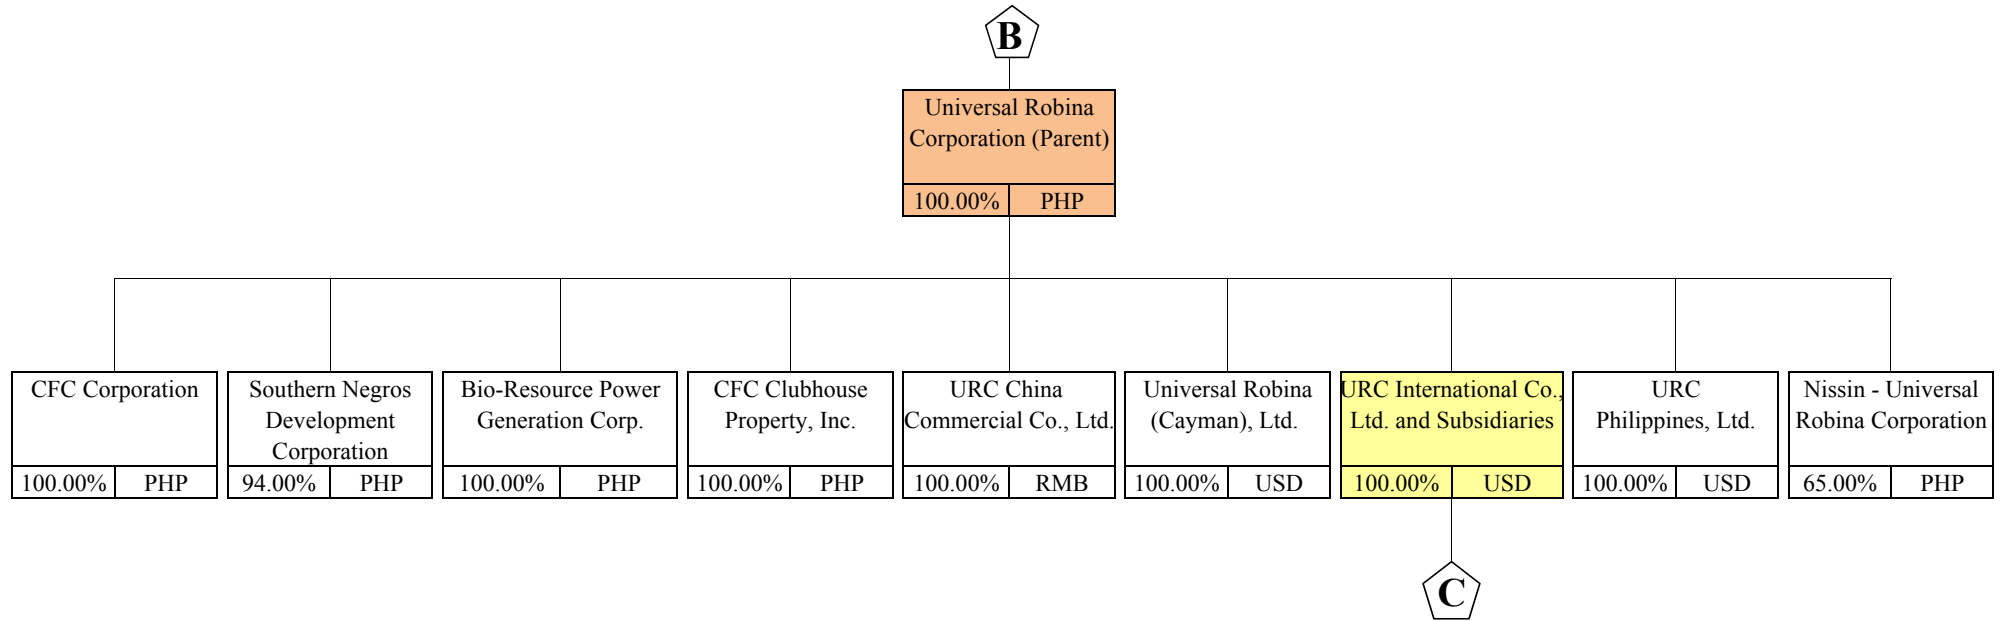 B
Universal Robina
Corporation (Parent)
100.00% PHP
CFC Corporation
100.00% PHP
Southern Negros
Development
Corporation
94.00% PHP
Bio-Resource Power
Generation Corp.
100.00% PHP
CFC Clubhouse
Property, Inc.
100.00% PHP
URC China
Commercial Co., Ltd.
100.00% RMB
Universal Robina
(Cayman), Ltd.
100.00% USD
URC International Co.,
Ltd. and Subsidiaries
100.00% USD
URC
Philippines, Ltd.
100.00% USD
Nissin - Universal
Robina Corporation
65.00% PHP
C